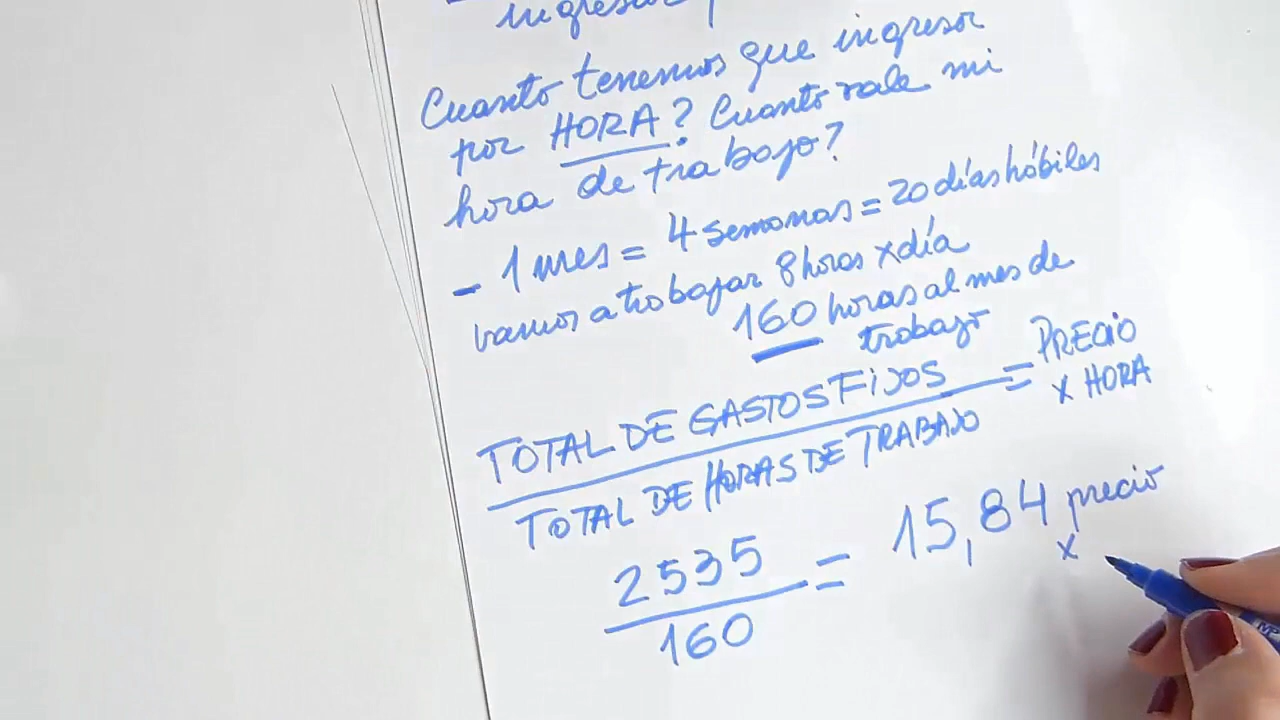 ingresar
Cuanto tenemos que ingresar
por HORA? Cuanto vale mi
hora de trabajo?
- 1 mes = 4 semanas = 20 días hábiles
vamos a trabajar 8 horas x día
160 horas al mes de
trabajo
TOTAL DE GASTOS FIJOS = PRECIO
x HORA
TOTAL DE HORAS DE TRABAJO
2535 = 15,84 precio
x
160